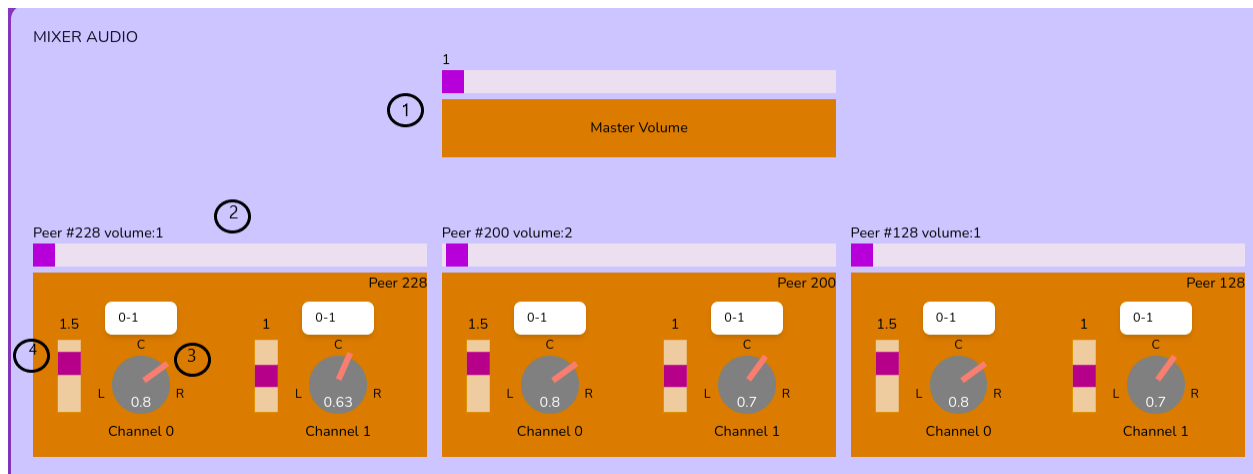 MIXER AUDIO
1
1
Master Volume
2
Peer #228 volume:1
Peer #200 volume:2
Peer #128 volume:1
Peer 228
Peer 200
Peer 128
1.5 0-1 1 0-1
1.5 0-1 1 0-1
1.5 0-1 1 0-1
C C C C C C
4 3
L R L R L R L R L R L R
0.8 0.63 0.8 0.7 0.8 0.7
Channel 0 Channel 1 Channel 0 Channel 1 Channel 0 Channel 1